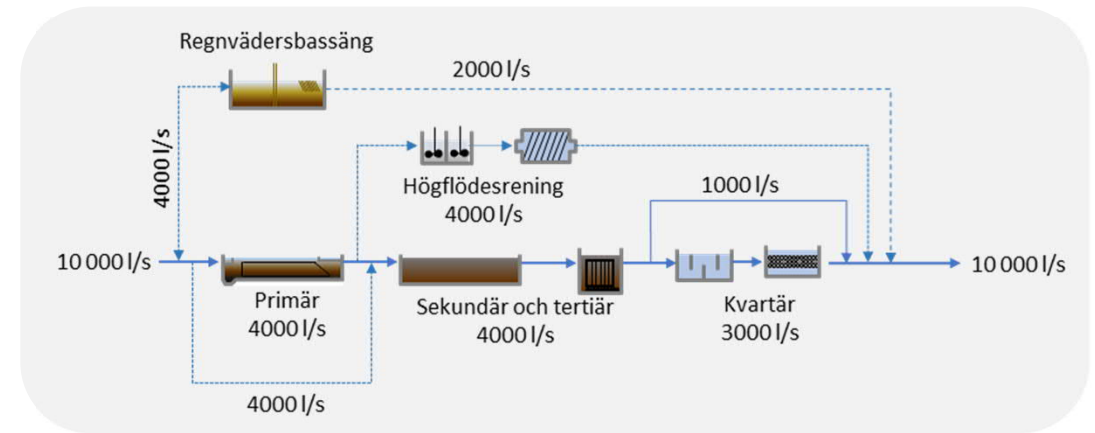 Regnvädersbassäng
2000 l/s
4000 l/s
Högflödesrening
4000 l/s
1000 l/s
10 000 l/s
10 000 l/s
Primär
4000 l/s
Sekundär och tertiär
4000 l/s
Kvartär
3000 l/s
4000 l/s